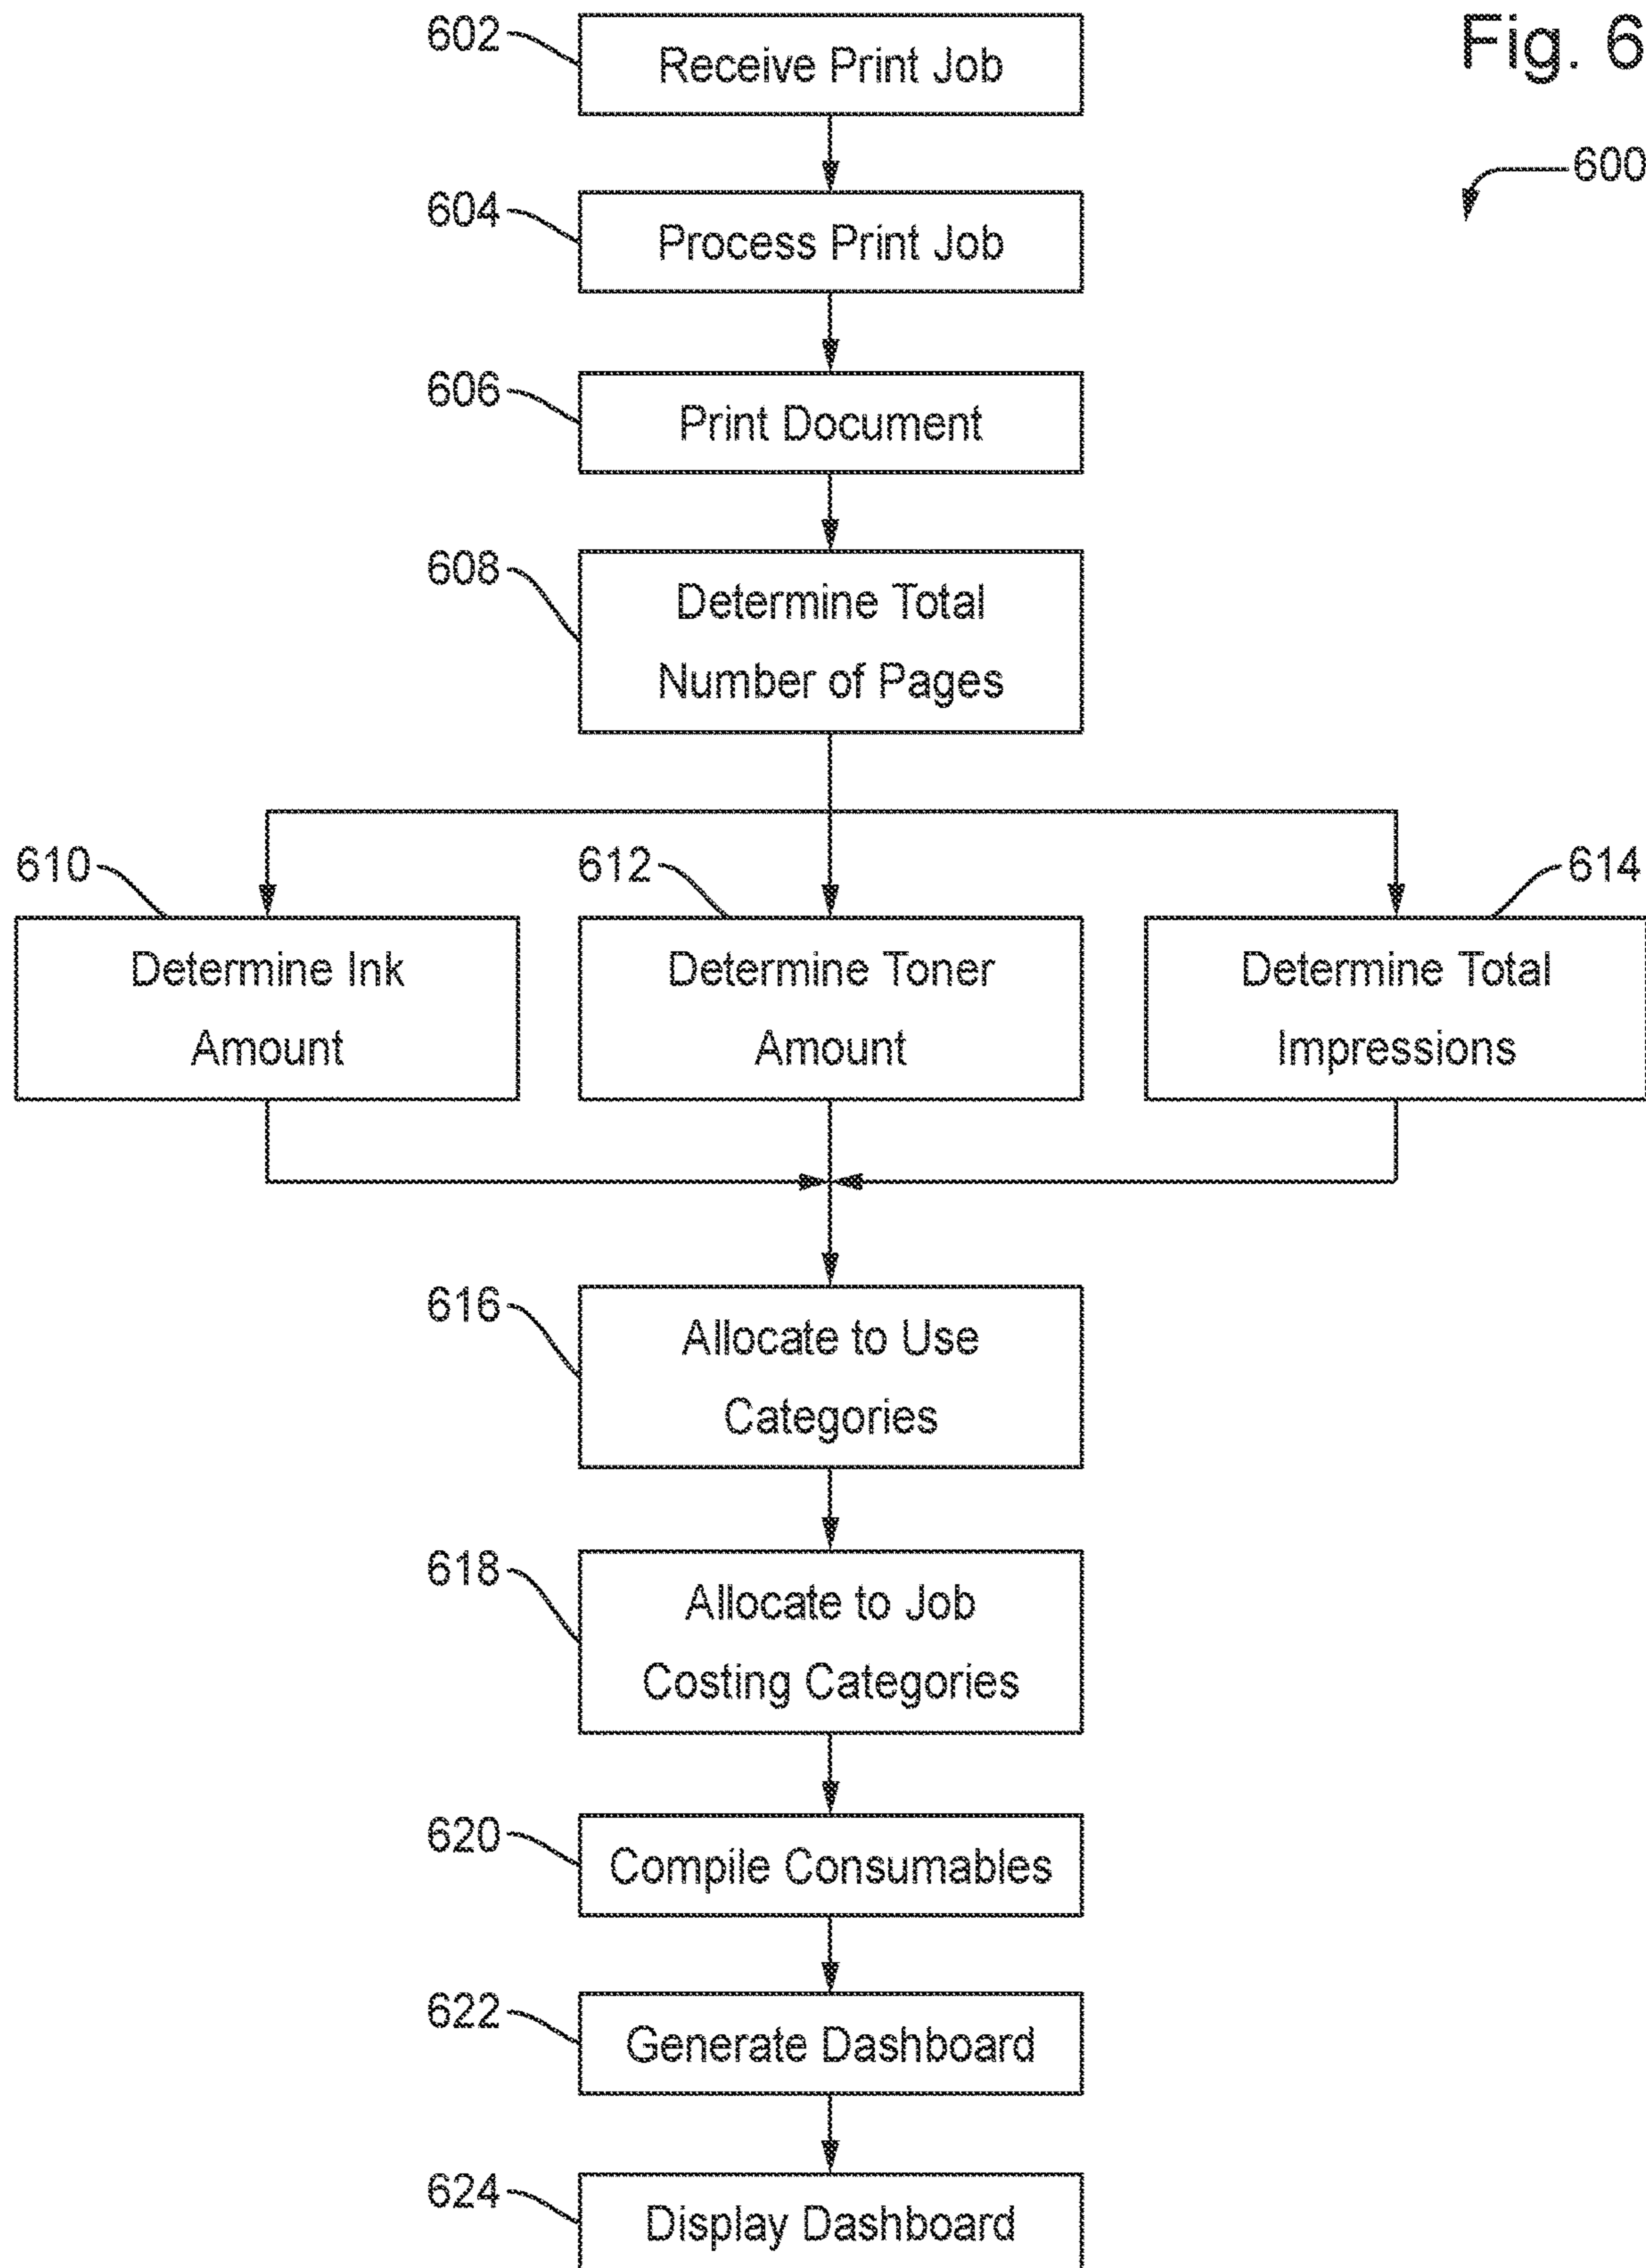 Fig. 6
600
602
Receive Print Job
604
Process Print Job
606
Print Document
608
Determine Total
Number of Pages
610
Determine Ink
Amount
612
Determine Toner
Amount
614
Determine Total
Impressions
616
Allocate to Use
Categories
618
Allocate to Job
Costing Categories
620
Compile Consumables
622
Generate Dashboard
624
Display Dashboard